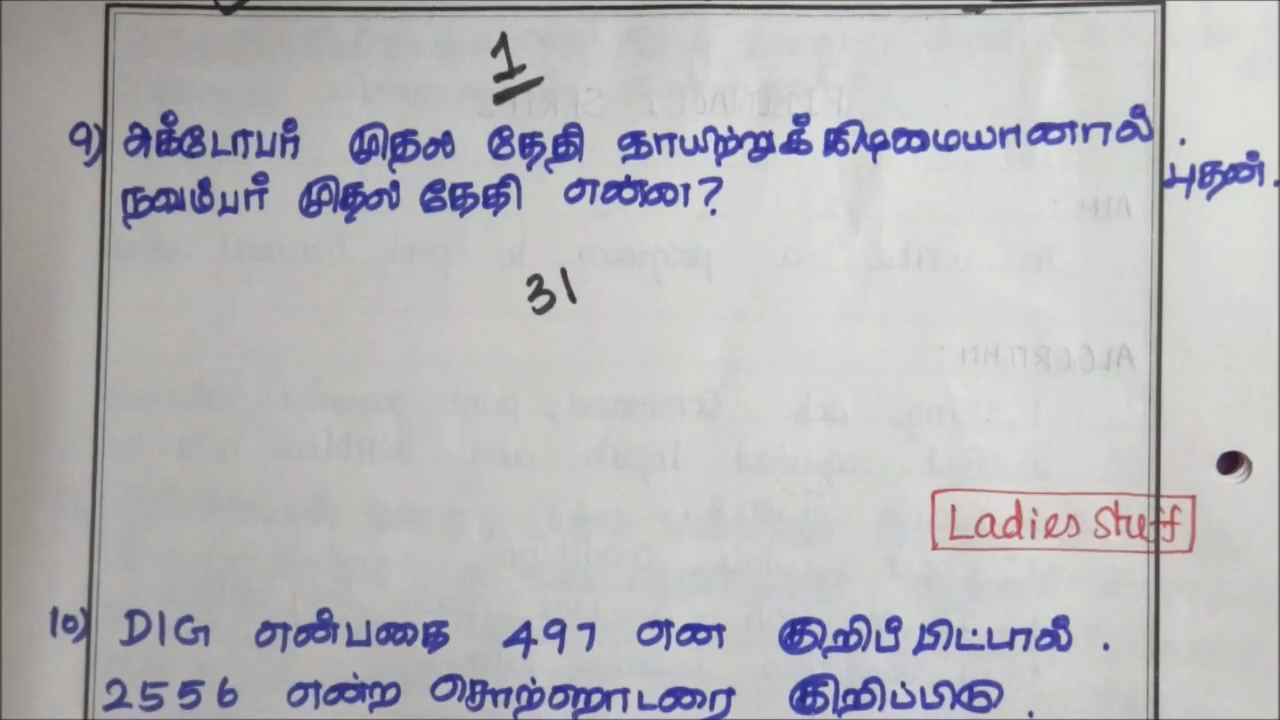 1
9) அக்டோபர் முதல தேதி ஞாயிற்றுக் கிழமையானால்.
நவம்பர் முதல் தேதி என்ன?
புதன்.
31
Ladies Stuff
10) DIG என்பதை 497 என குறிப்பிட்டால்.
2556 என்ற சொற்றொடரை குறிப்பிடு.